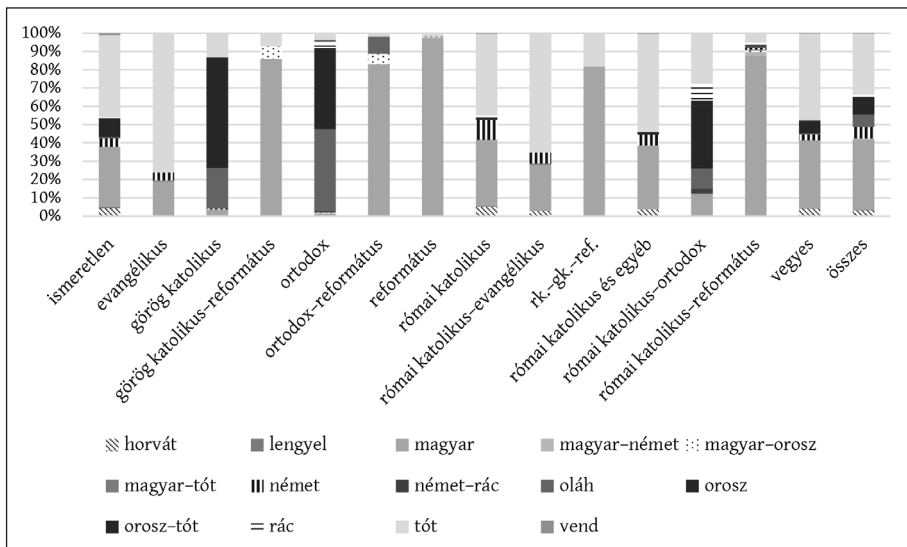 100%
90%
80%
70%
60%
50%
40%
30%
20%
10%
0%
ismeretlen
evangélikus
görög katolikus
görög katolikus–református
ortodox
ortodox–református
református
római katolikus
római katolikus–evangélikus
rk.–gk.–ref.
római katolikus és egyéb
római katolikus–ortodox
római katolikus–református
vegyes
összes
horvát lengyel magyar magyar–német magyar–orosz
magyar–tót német német–rác oláh orosz
orosz–tót rác tót vend